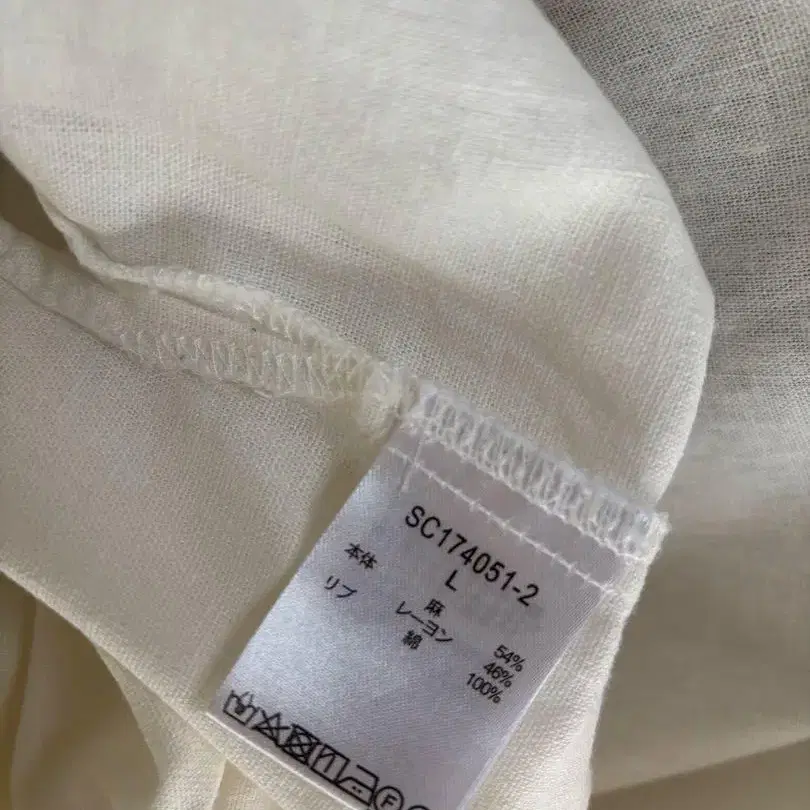 SC174051-2
L
本体 麻 54%
レーヨン 46%
リブ 綿 100%
F